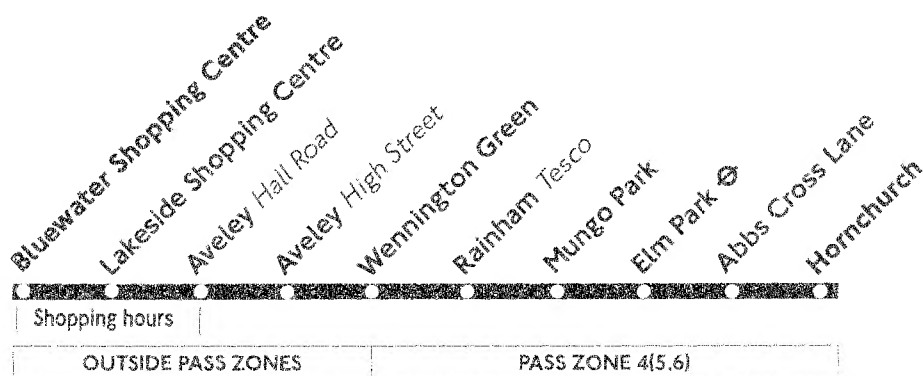 Bluewater Shopping Centre
Lakeside Shopping Centre
Aveley Hall Road
Aveley High Street
Wennington Green
Rainham Tesco
Mungo Park
Elm Park
Abbs Cross Lane
Hornchurch
Shopping hours
OUTSIDE PASS ZONES
PASS ZONE 4(5,6)